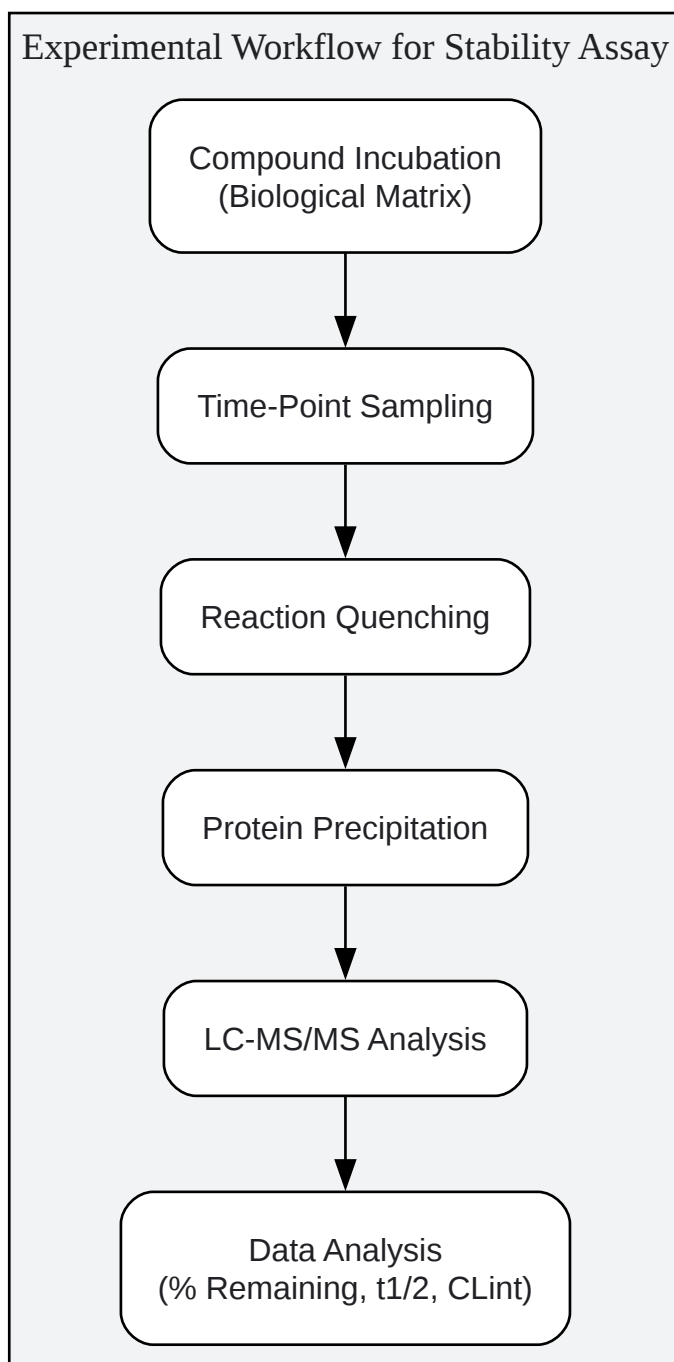 Experimental Workflow for Stability Assay
Compound Incubation
(Biological Matrix)
Time-Point Sampling
Reaction Quenching
Protein Precipitation
LC-MS/MS Analysis
Data Analysis
(% Remaining, t1/2, CLint)